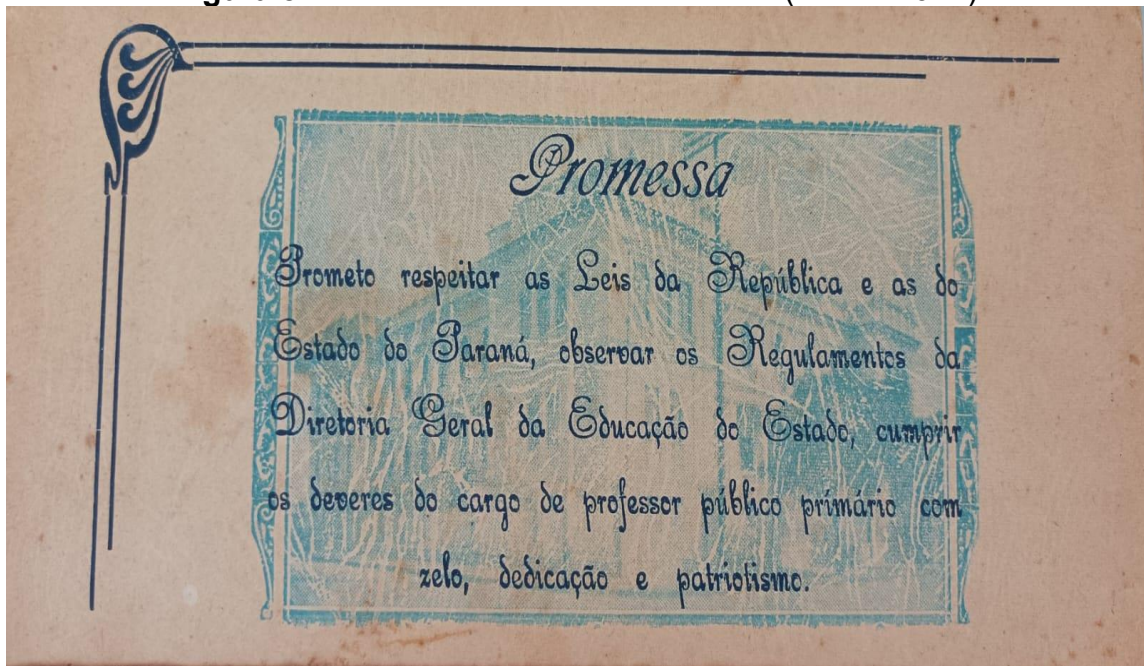 Promessa
Prometo respeitar as Leis da República e as do
Estado do Paraná, observar os Regulamentos da
Diretoria Geral da Educação do Estado, cumprir
os deveres do cargo de professor público primário com
zelo, dedicação e patriotismo.